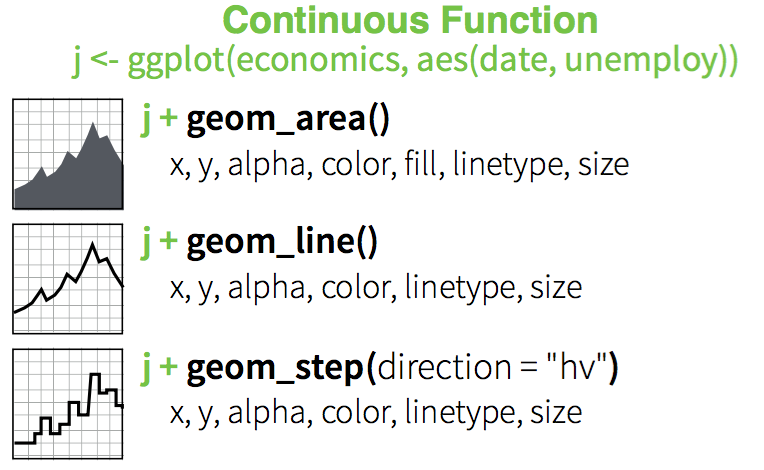 Continuous Function
j <- ggplot(economics, aes(date, unemploy))
j + geom_area()
x, y, alpha, color, fill, linetype, size
j + geom_line()
x, y, alpha, color, linetype, size
j + geom_step(direction = "hv")
x, y, alpha, color, linetype, size